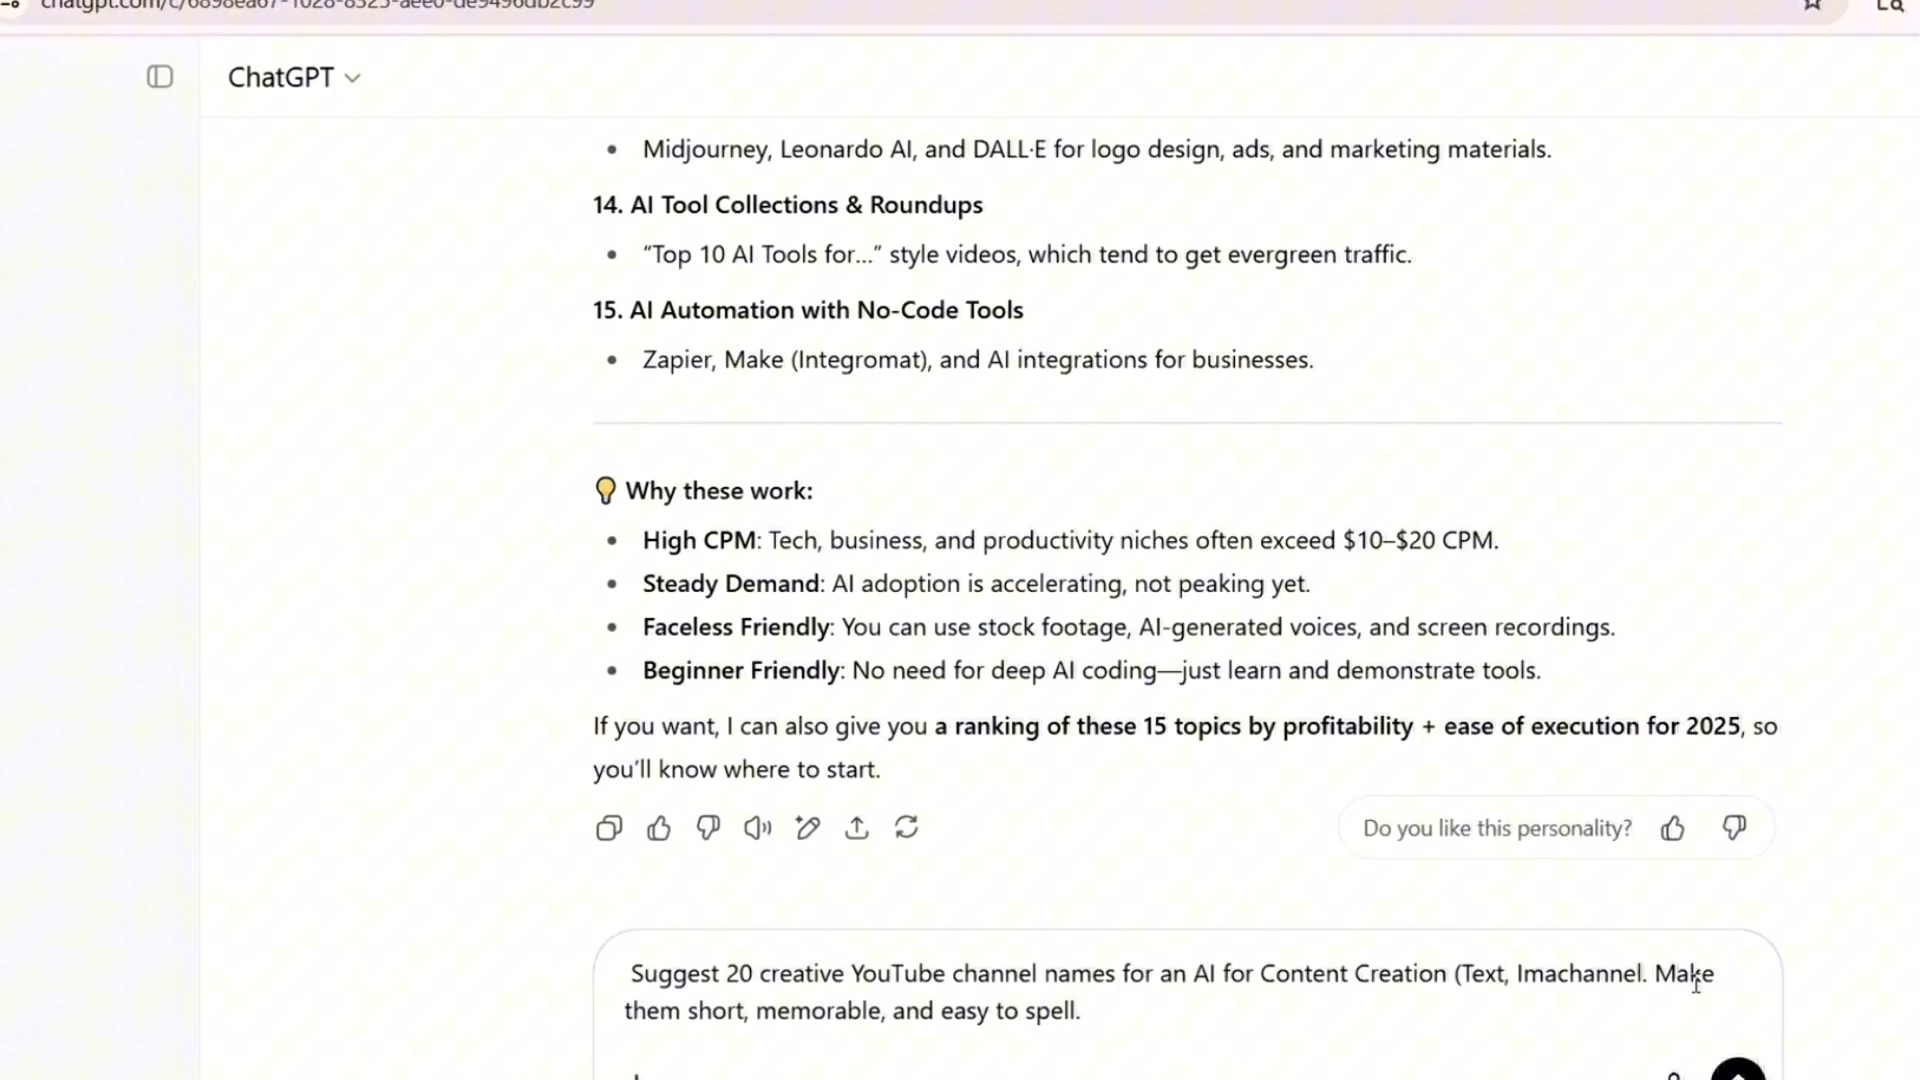 ChatGPT
• Midjourney, Leonardo AI, and DALL·E for logo design, ads, and marketing materials.
14. AI Tool Collections & Roundups
• “Top 10 AI Tools for...” style videos, which tend to get evergreen traffic.
15. AI Automation with No-Code Tools
• Zapier, Make (Integromat), and AI integrations for businesses.
💡 Why these work:
• High CPM: Tech, business, and productivity niches often exceed $10–$20 CPM.
• Steady Demand: AI adoption is accelerating, not peaking yet.
• Faceless Friendly: You can use stock footage, AI-generated voices, and screen recordings.
• Beginner Friendly: No need for deep AI coding—just learn and demonstrate tools.
If you want, I can also give you a ranking of these 15 topics by profitability + ease of execution for 2025, so
you’ll know where to start.
Do you like this personality?
Suggest 20 creative YouTube channel names for an AI for Content Creation (Text, Imachannel. Make
them short, memorable, and easy to spell.